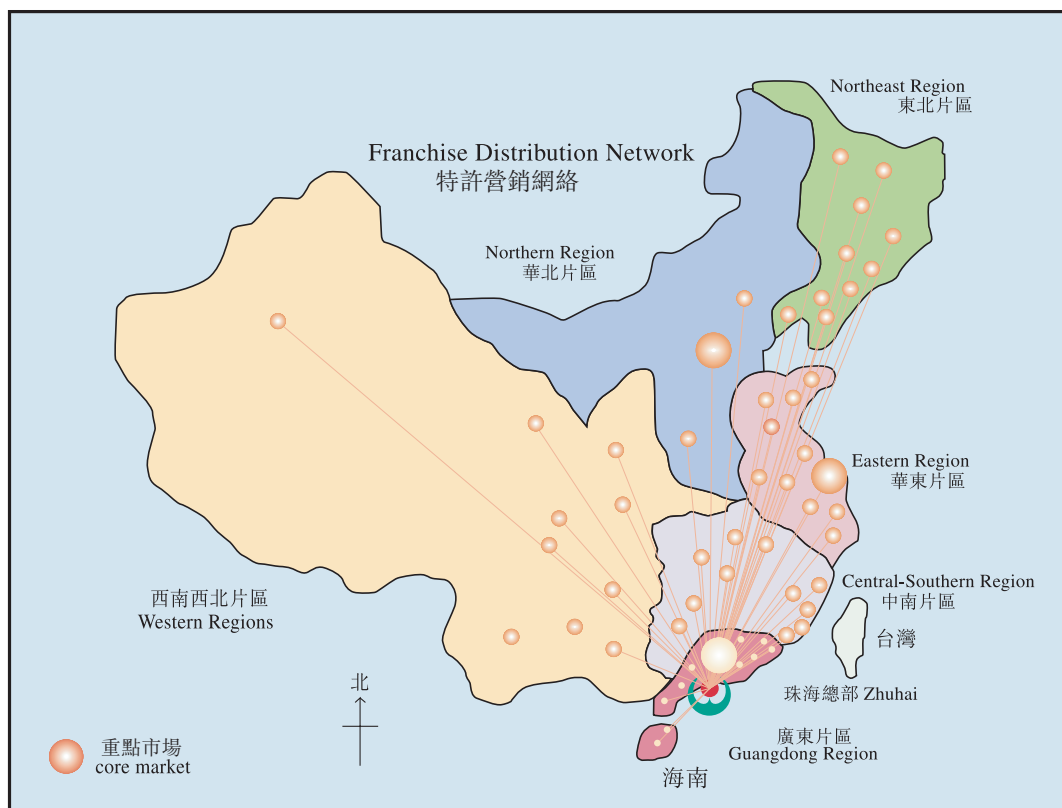 Northeast Region
東北片區
Franchise Distribution Network
特許營銷網絡
Northern Region
華北片區
Eastern Region
華東片區
西南西北片區
Western Regions
Central-Southern Region
中南片區
台灣
北
珠海總部 Zhuhai
重點市場
core market
廣東片區
Guangdong Region
海南